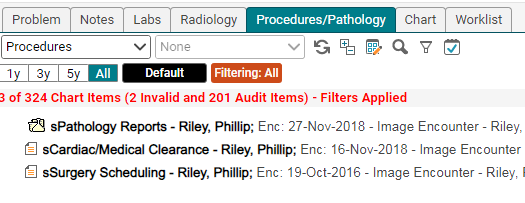 Problem Notes Labs Radiology Procedures/Pathology Chart Worklist
Procedures None
1y 3y 5y All Default Filtering: All
3 of 324 Chart Items (2 Invalid and 201 Audit Items) - Filters Applied
sPathology Reports - Riley, Phillip; Enc: 27-Nov-2018 - Image Encounter - Riley,
sCardiac/Medical Clearance - Riley, Phillip; Enc: 16-Nov-2018 - Image Encounter
sSurgery Scheduling - Riley, Phillip; Enc: 19-Oct-2016 - Image Encounter - Riley,